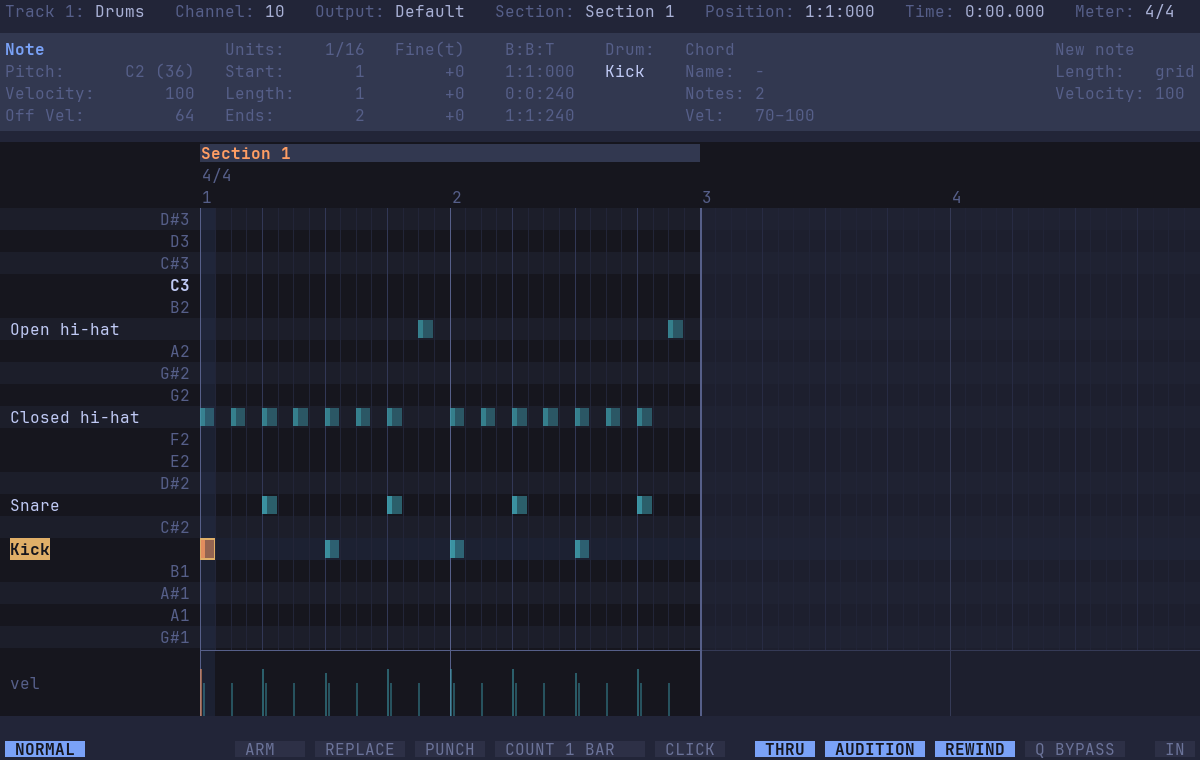 Track 1: Drums Channel: 10 Output: Default Section: Section 1 Position: 1:1:000 Time: 0:00.000 Meter: 4/4
Note Units: 1/16 Fine(t) B:B:T Drum: Chord New note
Pitch: C2 (36) Start: 1 +0 1:1:000 Kick Name: - Length: grid
Velocity: 100 Length: 1 +0 0:0:240 Notes: 2 Velocity: 100
Off Vel: 64 Ends: 2 +0 1:1:240 Vel: 70-100
Section 1
4/4
1 2 3 4
D#3
D3
C#3
C3
B2
Open hi-hat
A2
G#2
G2
Closed hi-hat
F2
E2
D#2
Snare
C#2
Kick
B1
A#1
A1
G#1
vel
NORMAL ARM REPLACE PUNCH COUNT 1 BAR CLICK THRU AUDITION REWIND Q BYPASS IN